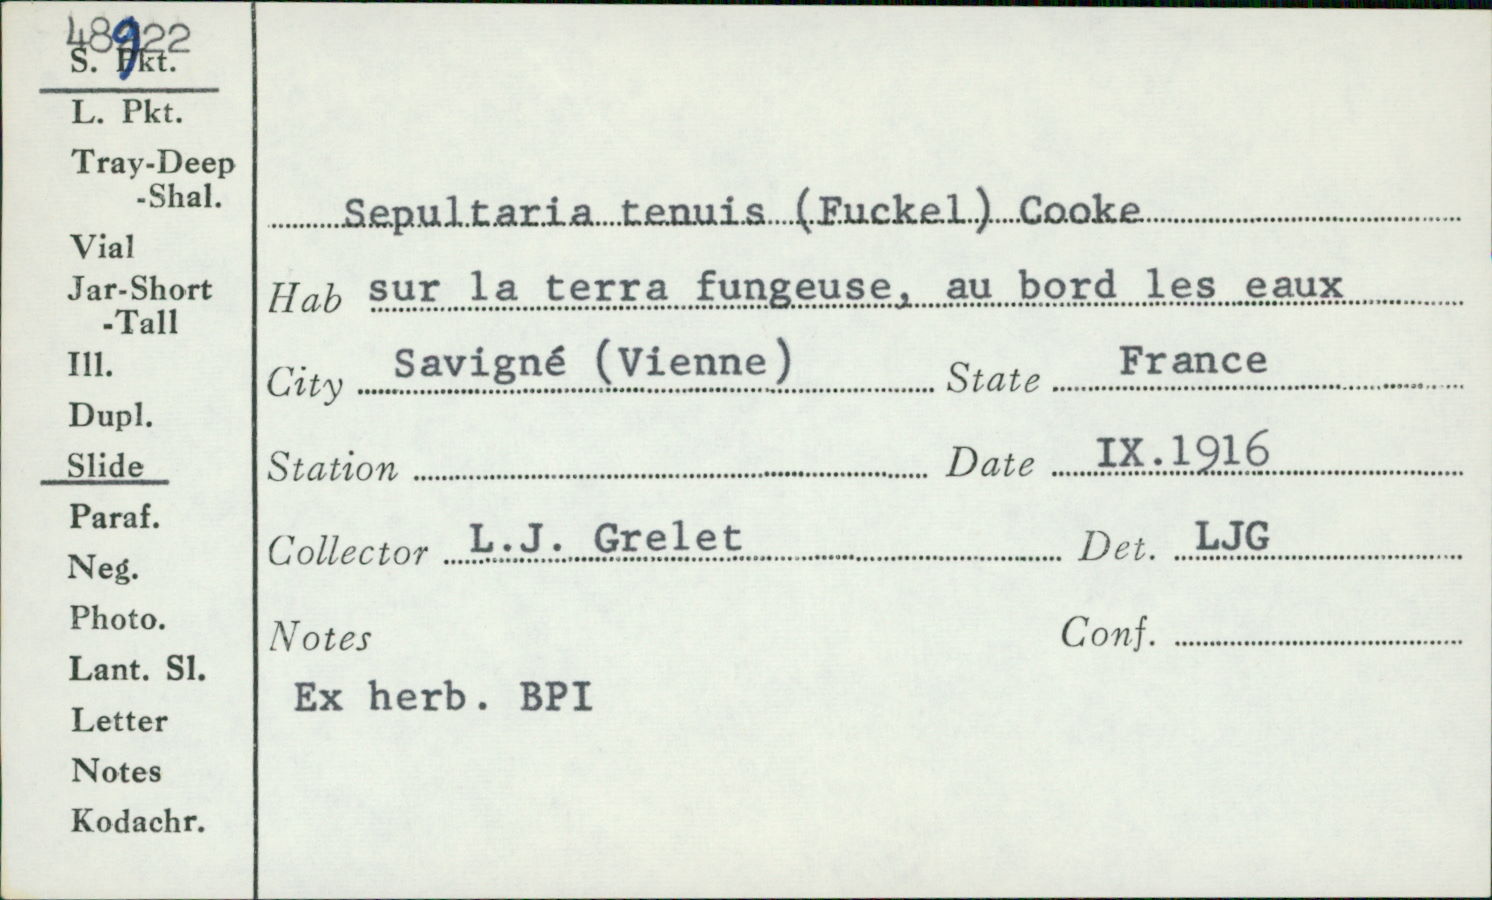 48922
S. Pkt.
L. Pkt.
Tray-Deep
-Shal.
Vial
Jar-Short
-Tall
Ill.
Dupl.
Slide
Paraf.
Neg.
Photo.
Lant. Sl.
Letter
Notes
Kodachr.
Sepultaria tenuis (Fuckel) Cooke
Hab sur la terra fungeuse, au bord les eaux
City Savigné (Vienne) State France
Station Date IX.1916
Collector L.J. Grelet Det. LJG
Notes Conf.
Ex herb. BPI